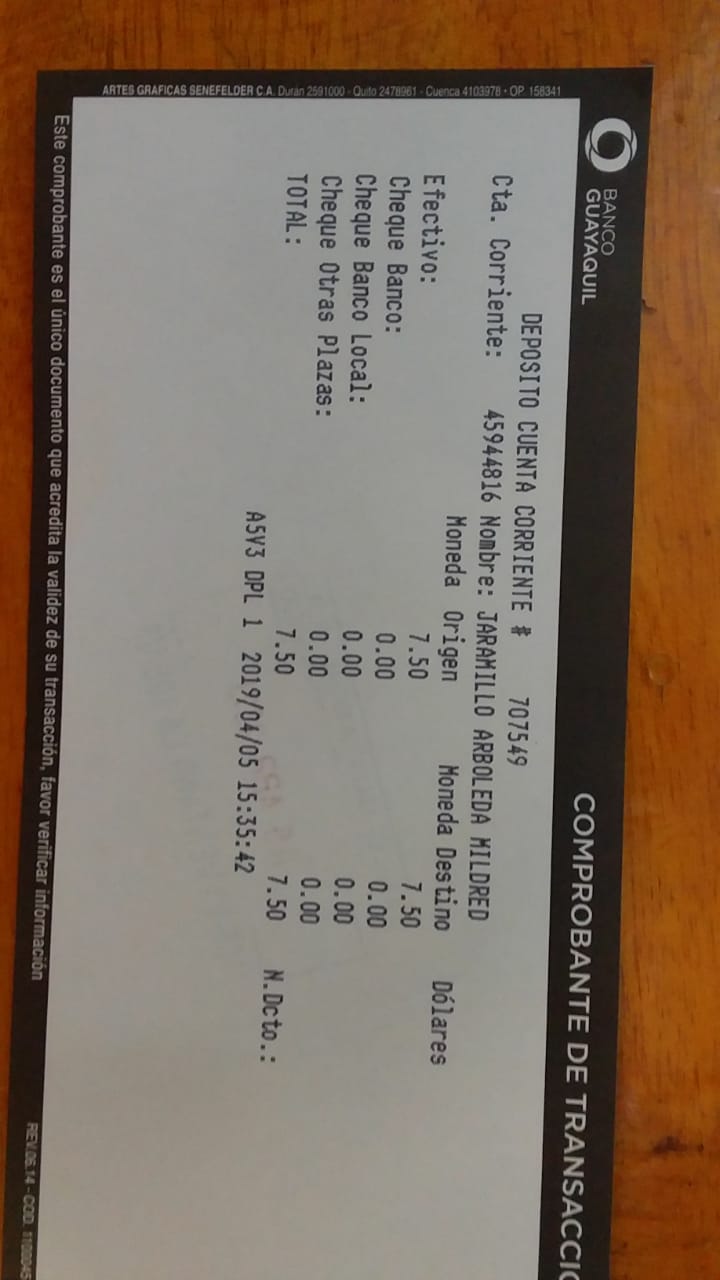 BANCO
GUAYAQUIL
COMPROBANTE DE TRANSACCIO
DEPOSITO CUENTA CORRIENTE # 707549
Cta. Corriente: 45944816 Nombre: JARAMILLO ARBOLEDA MILDRED
Moneda Origen Moneda Destino Dólares
Efectivo: 7.50 7.50
Cheque Banco: 0.00 0.00
Cheque Banco Local: 0.00 0.00
Cheque Otras Plazas: 0.00 0.00
TOTAL: 7.50 7.50 N.Dcto.:
A5V3 DPL 1 2019/04/05 15:35:42
Este comprobante es el único documento que acredita la validez de su transacción, favor verificar información
REV.06.14 - COD. 1100045
ARTES GRAFICAS SENEFELDER C.A. Durán 2591000 - Quito 2478961 - Cuenca 4103978 - OP. 158341